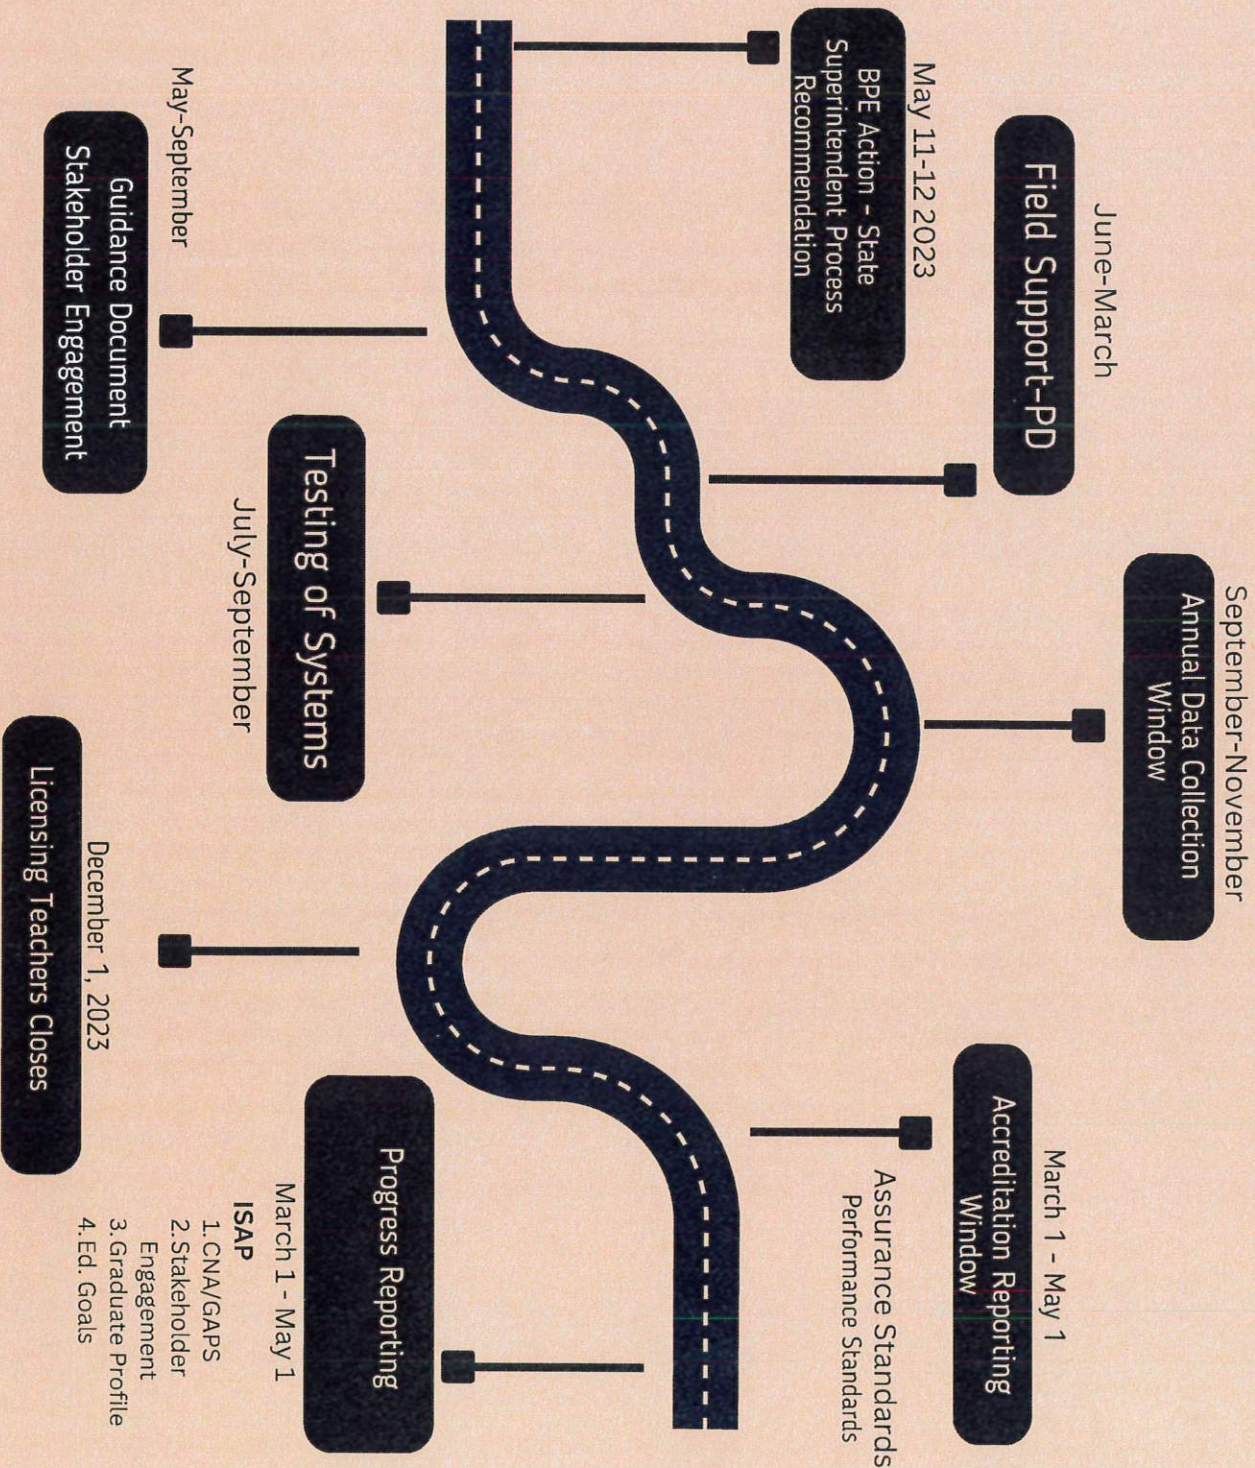 May 11-12 2023
BPE Action - State
Superintendent Process
Recommendation
May-September
Guidance Document
Stakeholder Engagement
June-March
Field Support-PD
Testing of Systems
July-September
September-November
Annual Data Collection
Window
December 1, 2023
Licensing Teachers Closes
March 1 - May 1
Accreditation Reporting
Window
Assurance Standards
Performance Standards
Progress Reporting
March 1 - May 1
ISAP
1. CNA/GAPS
2. Stakeholder
Engagement
3. Graduate Profile
4. Ed. Goals